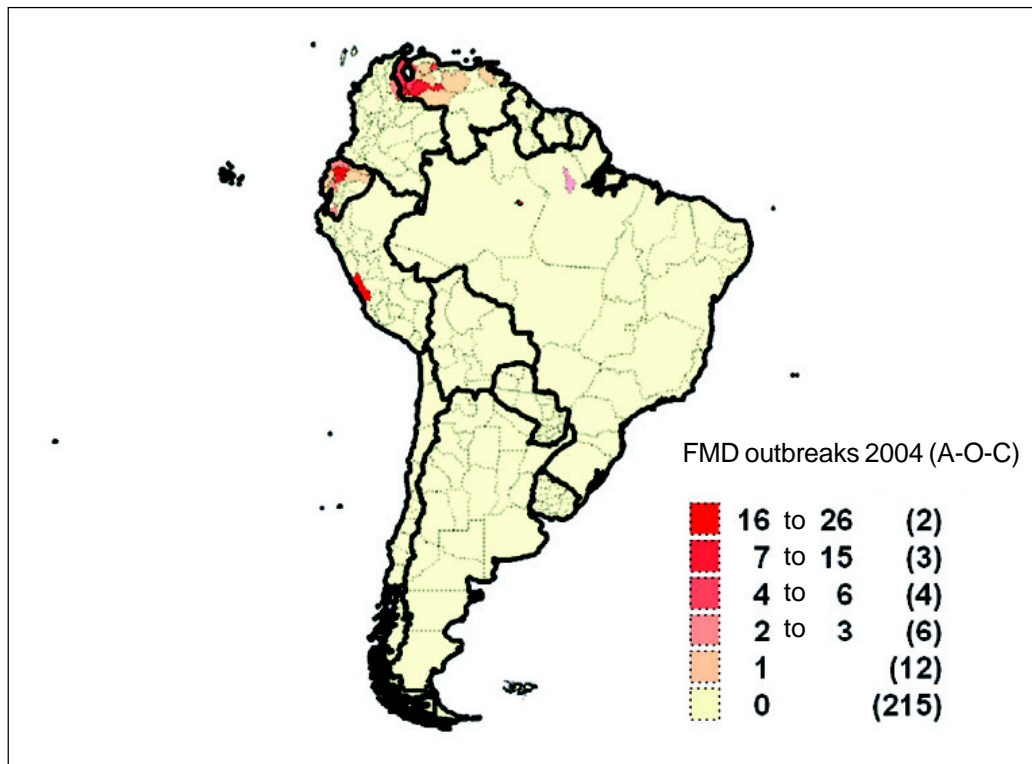 FMD outbreaks 2004 (A-O-C)
16 to 26 (2)
7 to 15 (3)
4 to 6 (4)
2 to 3 (6)
1 (12)
0 (215)